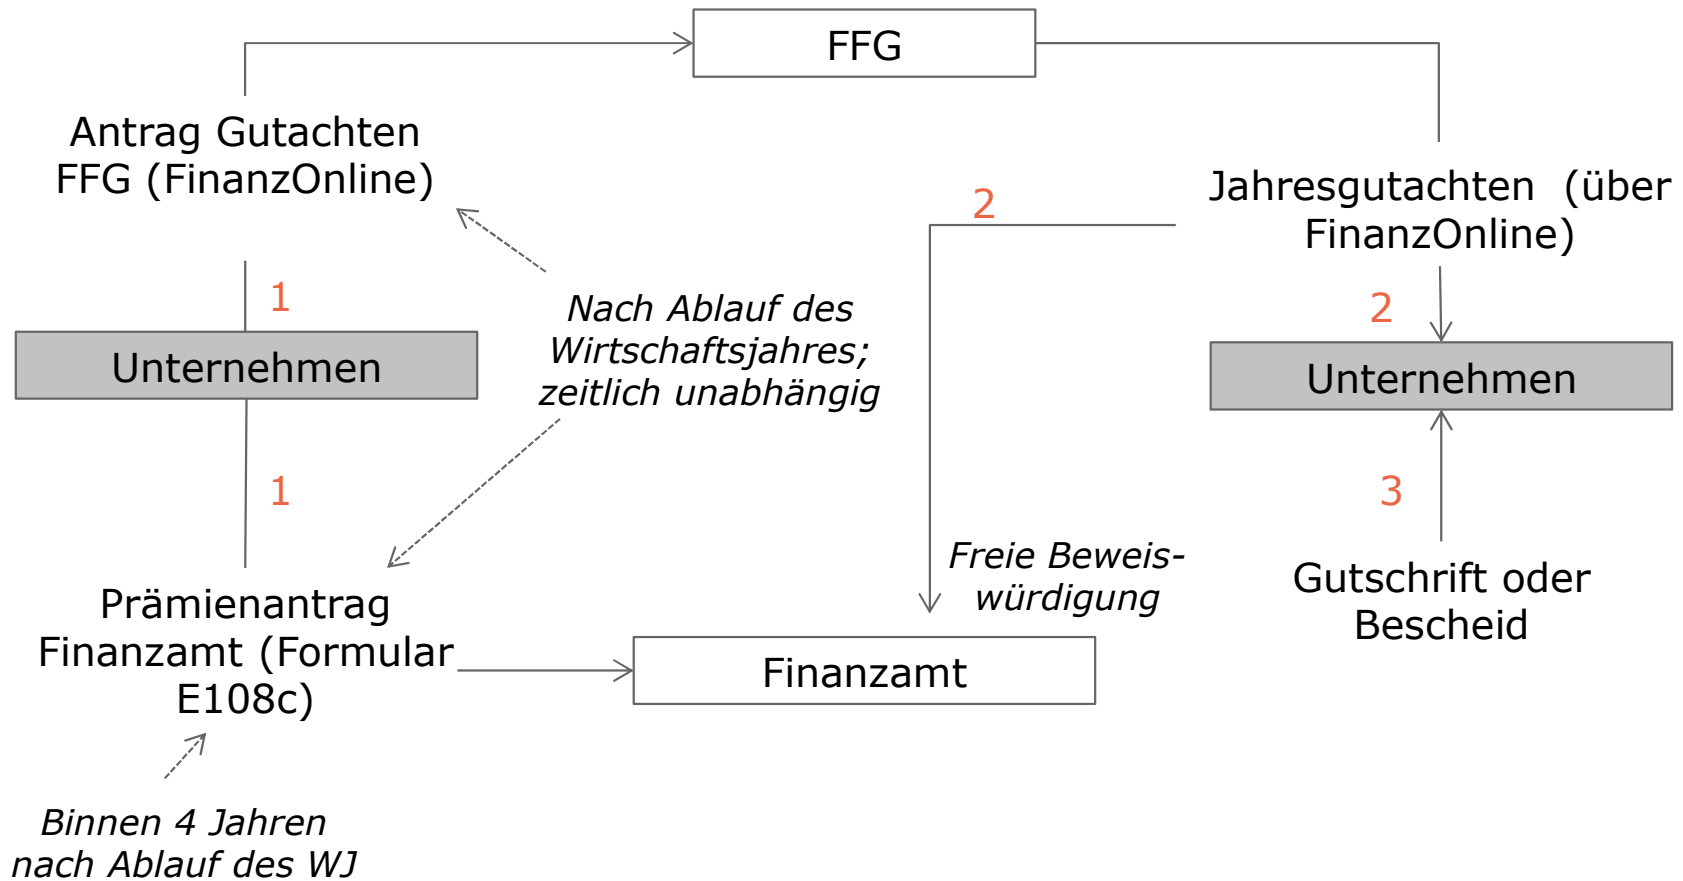 FFG
Antrag Gutachten
FFG (FinanzOnline)
Jahresgutachten (über
FinanzOnline)
2
1
Nach Ablauf des
Wirtschaftsjahres;
zeitlich unabhängig
2
Unternehmen
Unternehmen
1
3
Freie Beweis-
würdigung
Gutschrift oder
Bescheid
Prämienantrag
Finanzamt (Formular
E108c)
Finanzamt
Binnen 4 Jahren
nach Ablauf des WJ